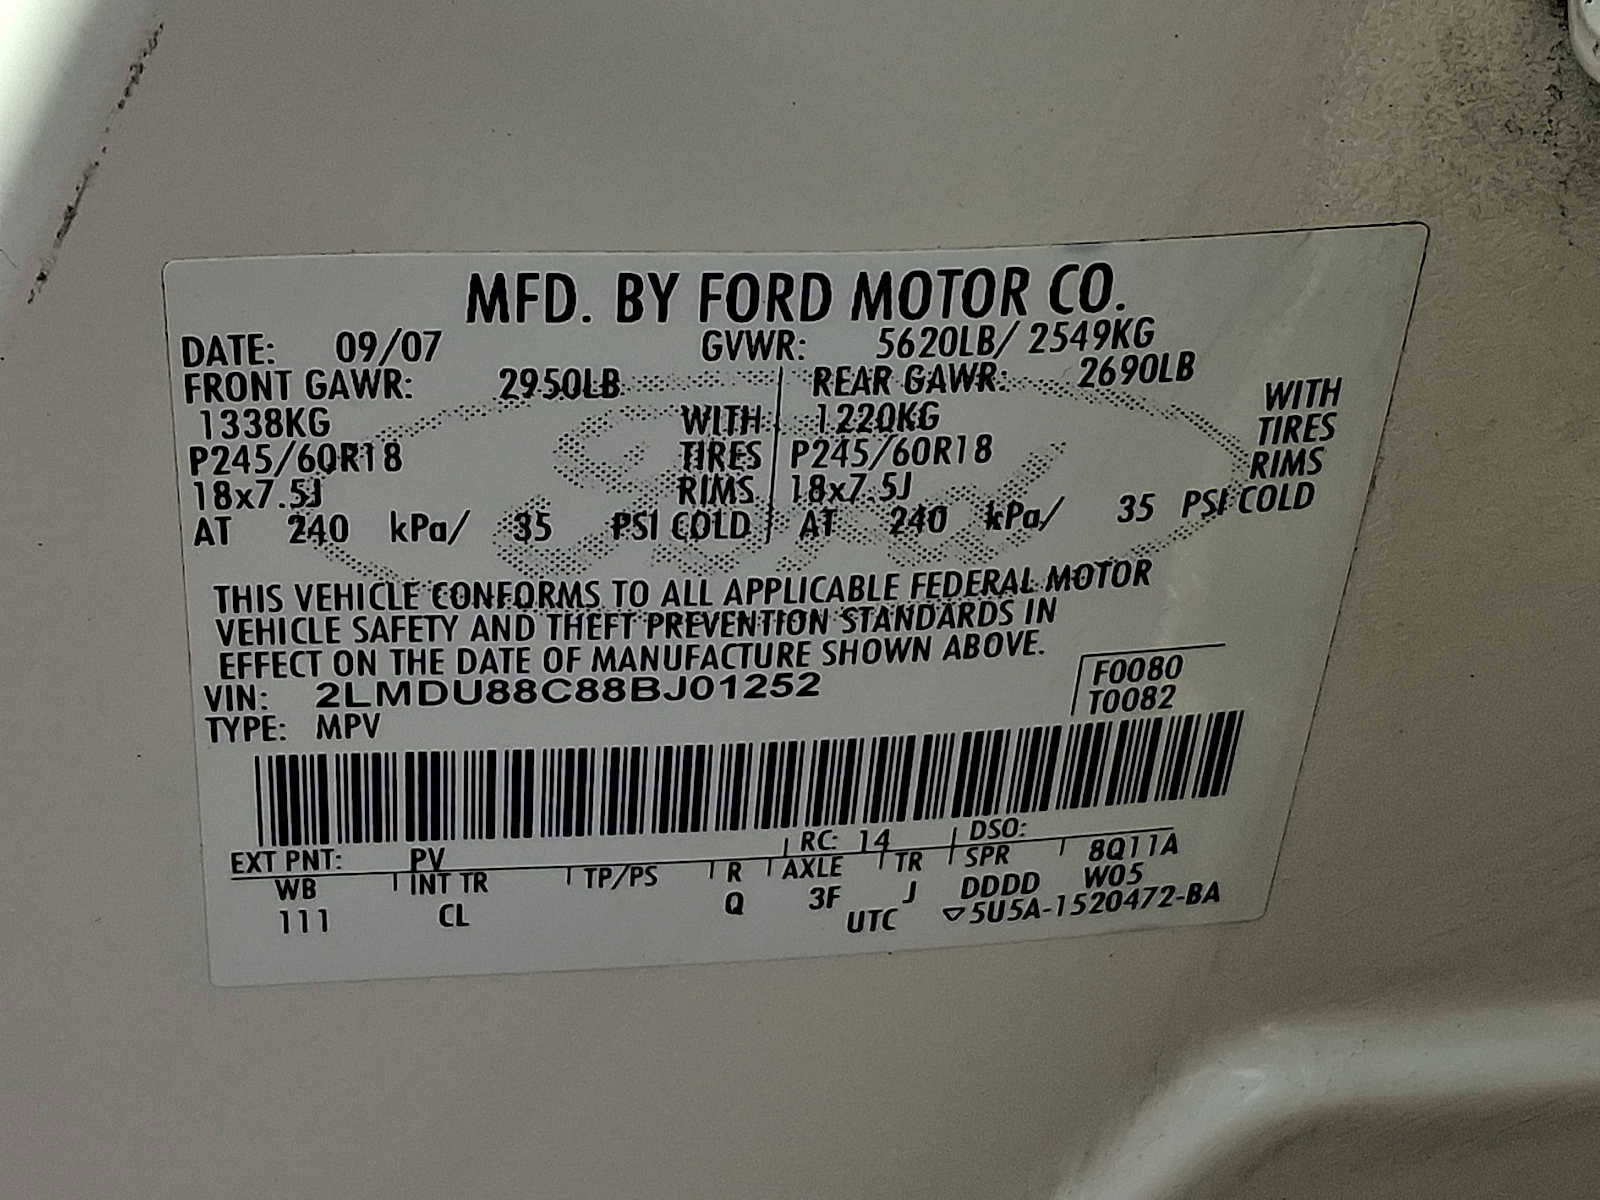 MFD. BY FORD MOTOR CO.
DATE: 09/07 GVWR: 5620LB/ 2549KG
FRONT GAWR: 2950LB REAR GAWR: 2690LB
1338KG WITH 1220KG WITH
P245/60R18 TIRES P245/60R18 TIRES
18x7.5J RIMS 18x7.5J RIMS
AT 240 kPa/ 35 PSI COLD AT 240 kPa/ 35 PSI COLD
THIS VEHICLE CONFORMS TO ALL APPLICABLE FEDERAL MOTOR
VEHICLE SAFETY AND THEFT PREVENTION STANDARDS IN
EFFECT ON THE DATE OF MANUFACTURE SHOWN ABOVE.
VIN: 2LMDU88C88BJ01252 F0080
TYPE: MPV T0082
EXT PNT: PV RC: 14 DSO:
WB INT TR TP/PS R AXLE TR SPR 8Q11A
111 CL Q 3F J DDDD W05
UTC ▽5U5A-1520472-BA